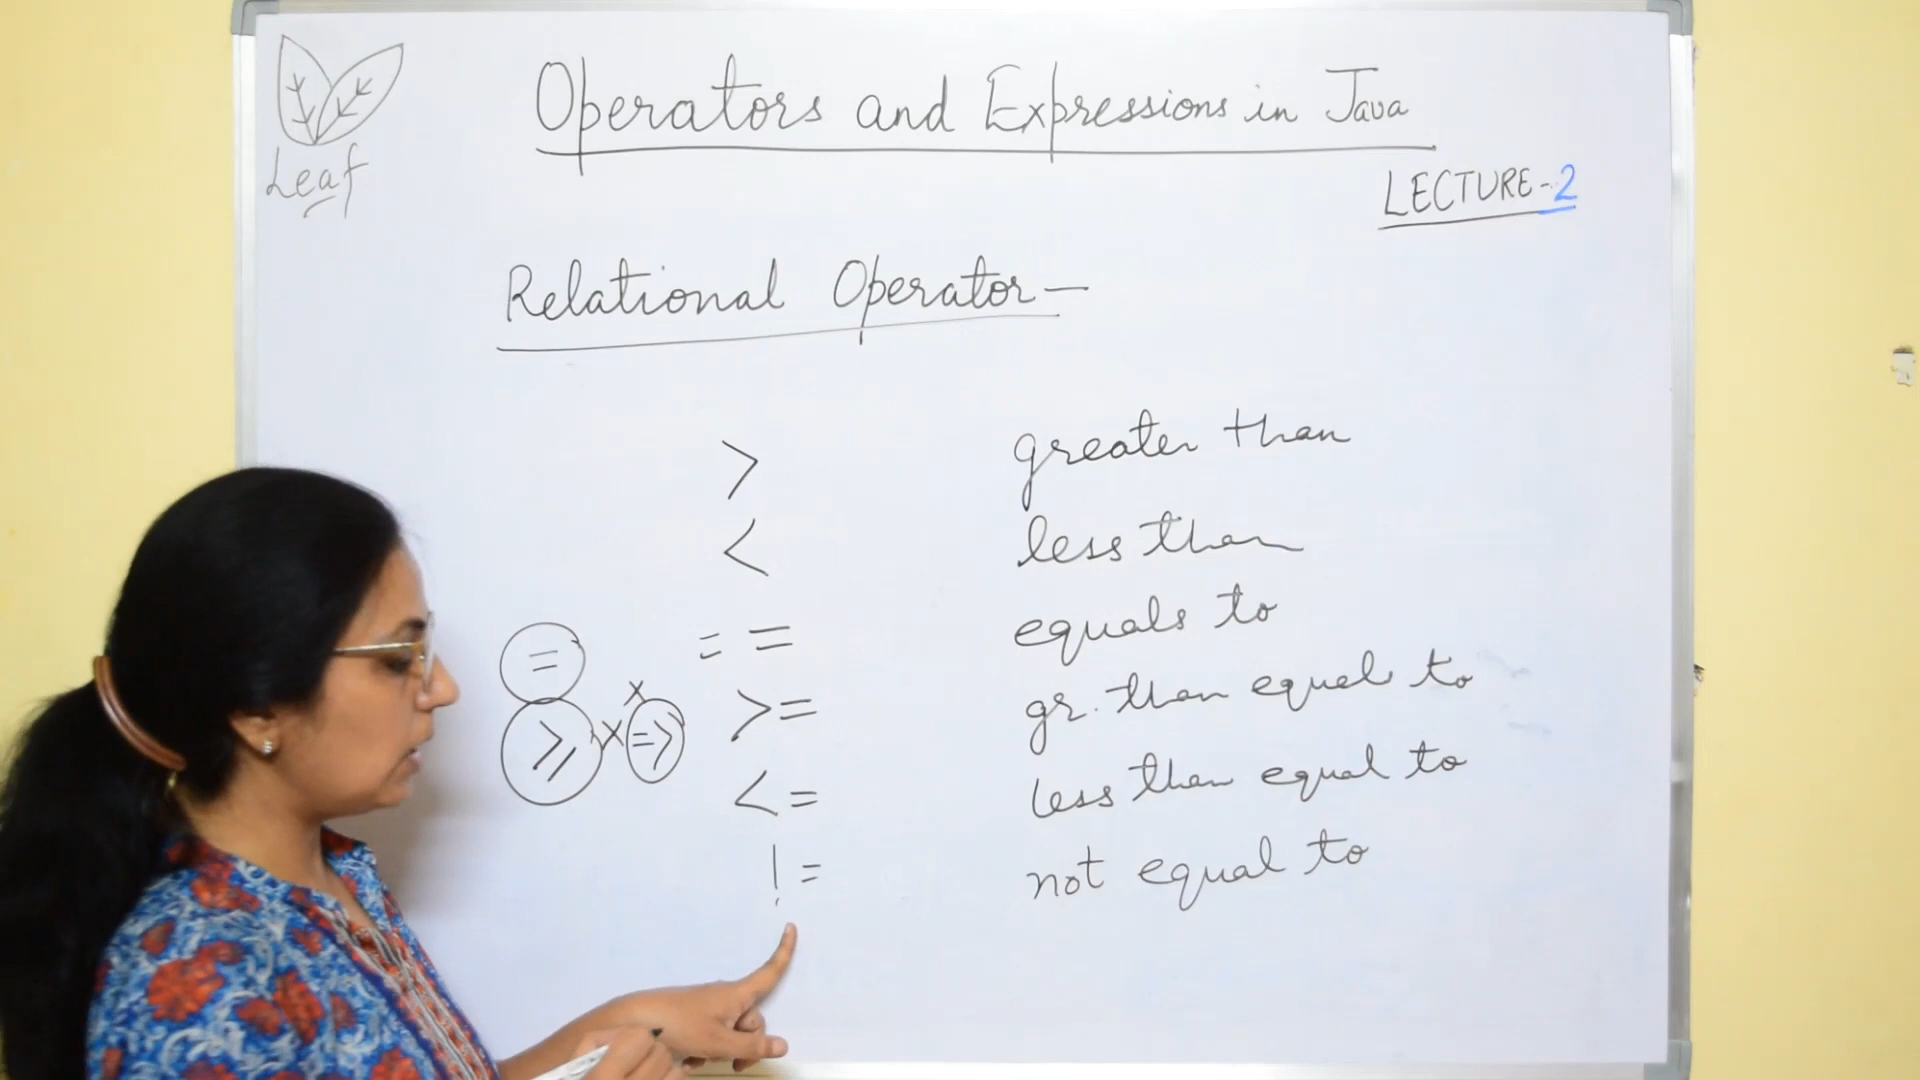 Leaf
Operators and Expressions in Java
LECTURE-2
Relational Operator—
> greater than
< less than
= == equals to
≥ x x => >= gr. than equal to
<= less than equal to
!= not equal to